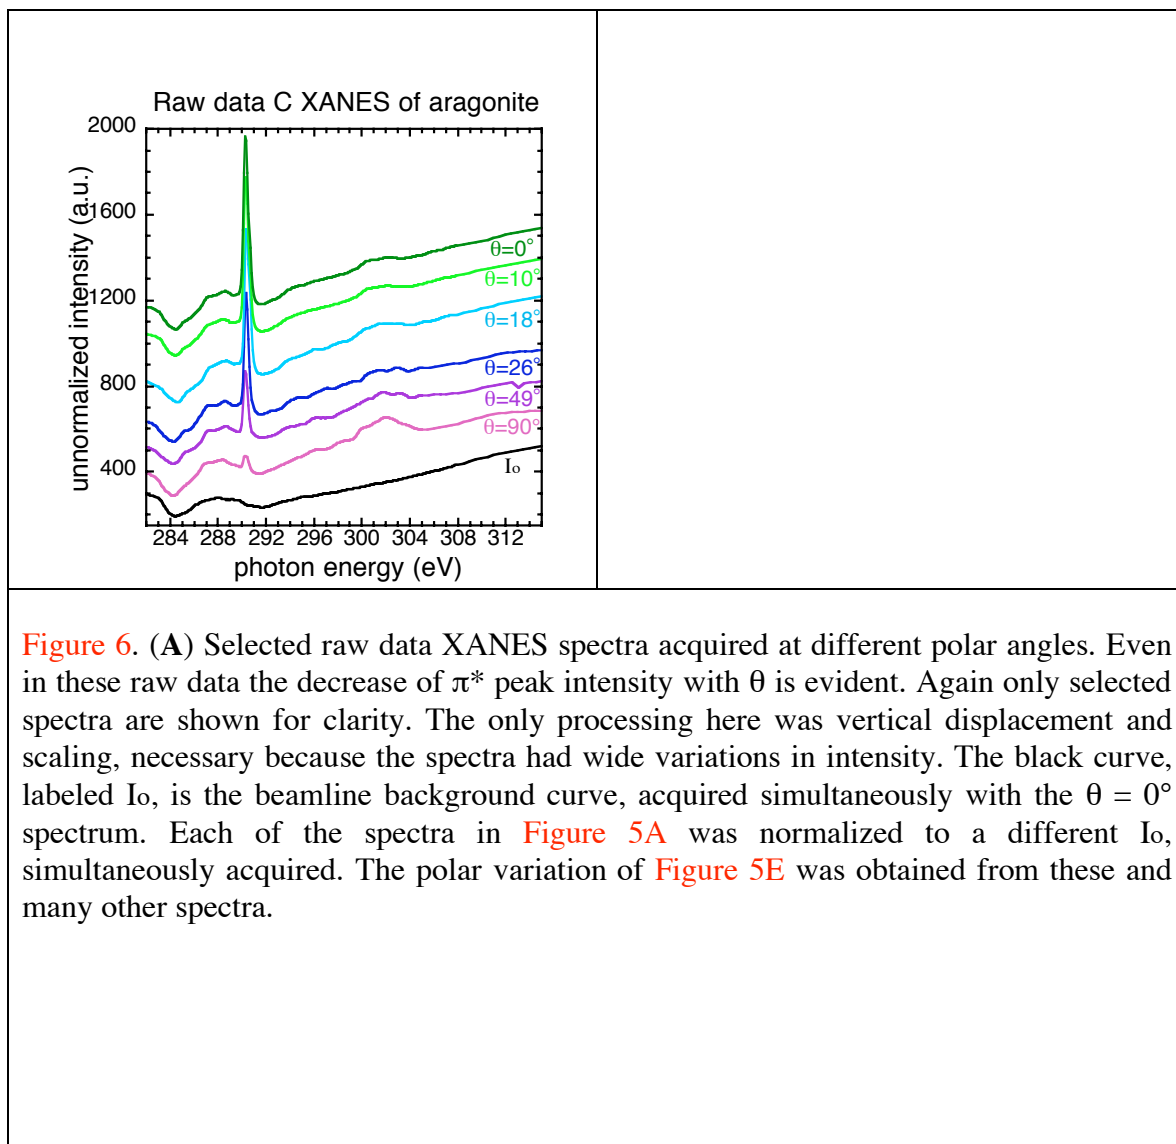 Raw data C XANES of aragonite
2000
1600
1200
800
400
unnormalized intensity (a.u.)
θ=0°
θ=10°
θ=18°
θ=26°
θ=49°
θ=90°
Io
284 288 292 296 300 304 308 312
photon energy (eV)
Figure 6. (A) Selected raw data XANES spectra acquired at different polar angles. Even
in these raw data the decrease of π* peak intensity with θ is evident. Again only selected
spectra are shown for clarity. The only processing here was vertical displacement and
scaling, necessary because the spectra had wide variations in intensity. The black curve,
labeled Io, is the beamline background curve, acquired simultaneously with the θ = 0°
spectrum. Each of the spectra in Figure 5A was normalized to a different Io,
simultaneously acquired. The polar variation of Figure 5E was obtained from these and
many other spectra.